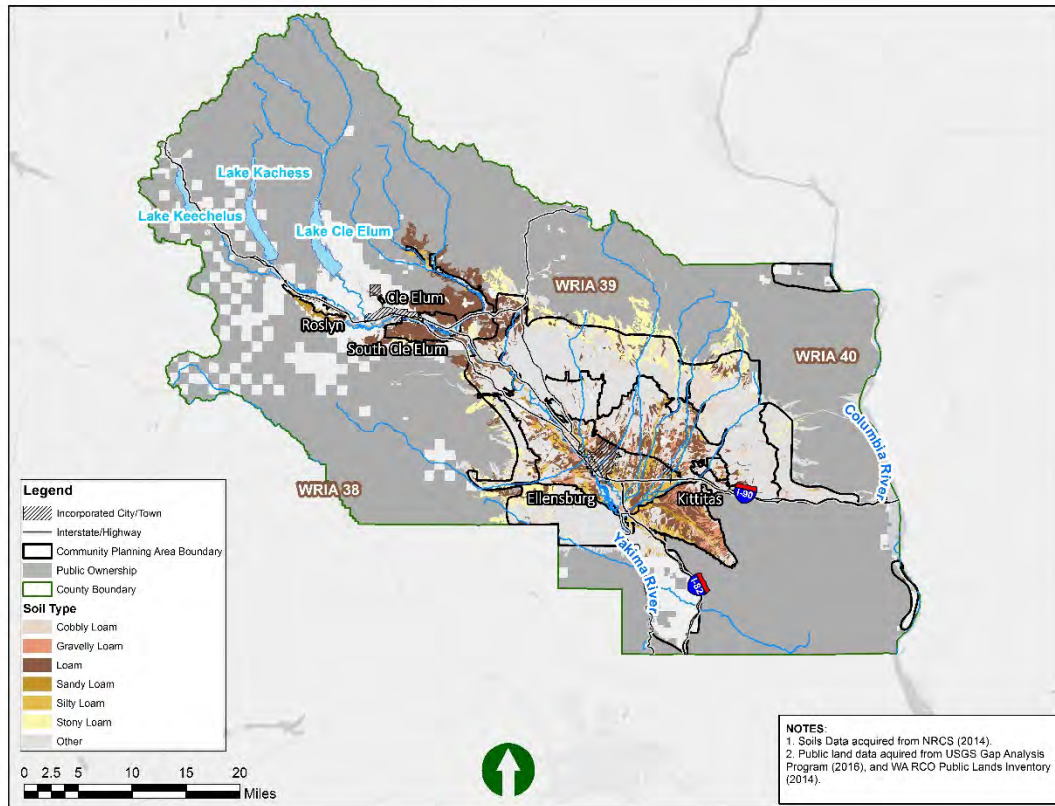 Lake Kachess
Lake Keechelus
Lake Cle Elum
WRIA 39
Cle Elum
Roslyn
South Cle Elum
WRIA 40
Columbia River
WRIA 38
Ellensburg
Kittitas
I-90
Yakima River
I-82
Legend
Incorporated City/Town
Interstate/Highway
Community Planning Area Boundary
Public Ownership
County Boundary
Soil Type
Cobbly Loam
Gravelly Loam
Loam
Sandy Loam
Silty Loam
Stony Loam
Other
0 2.5 5 10 15 20
Miles
NOTES:
1. Soils Data acquired from NRCS (2014).
2. Public land data aquired from USGS Gap Analysis
Program (2016), and WA RCO Public Lands Inventory
(2014).